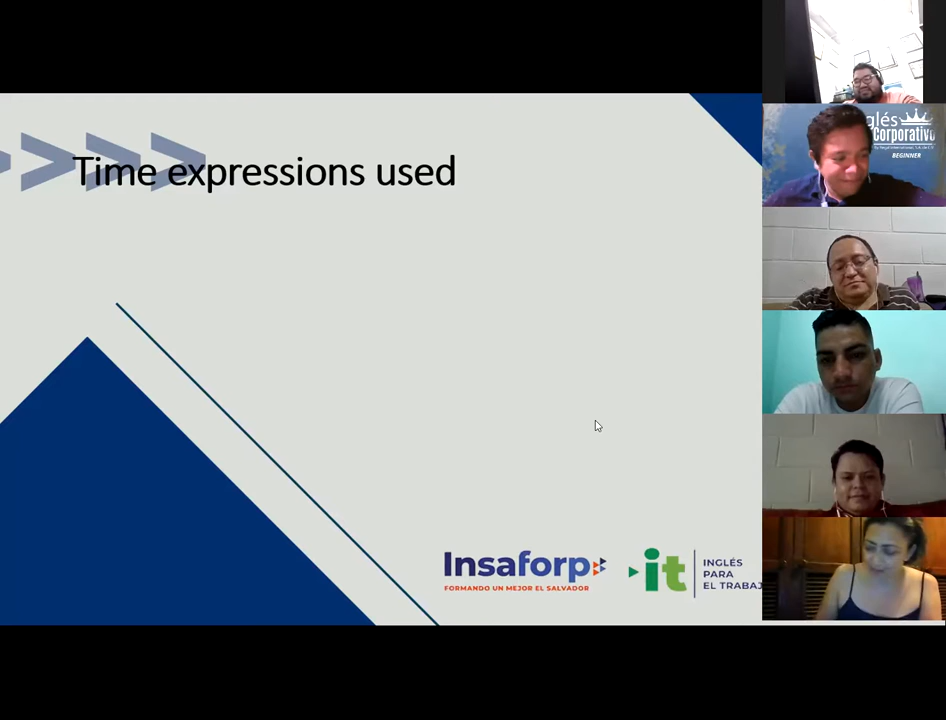 Time expressions used
Insaforp
FORMANDO UN MEJOR EL SALVADOR
it
INGLÉS
PARA
EL TRABAJ
glés
Corporativo
BEGINNER